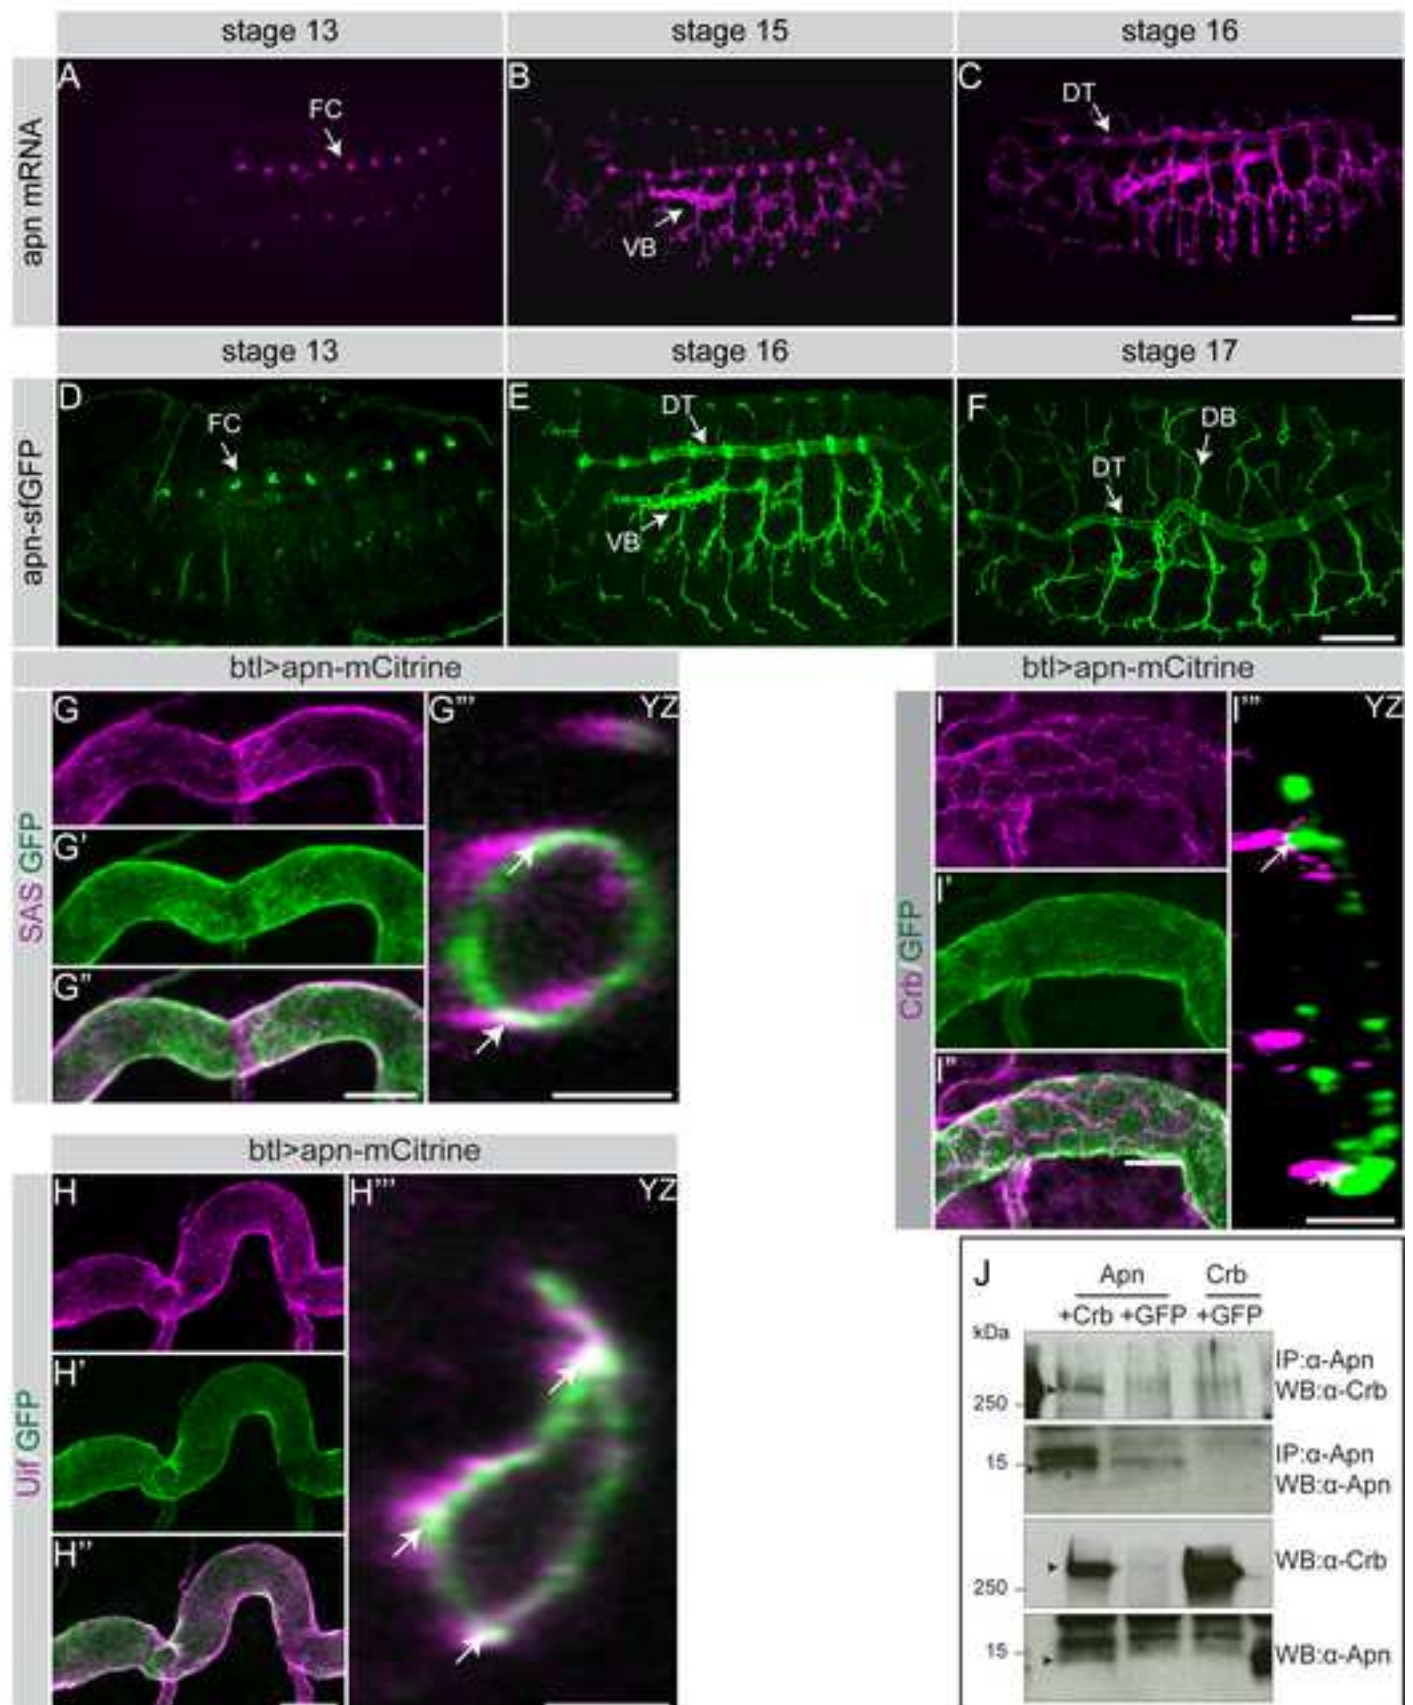 stage 13
stage 15
stage 16
apn mRNA
A
FC
B
VB
C
DT
stage 13
stage 16
stage 17
apn-sfGFP
D
FC
E
DT
VB
F
DB
DT
btl>apn-mCitrine
SAS GFP
G
G'
G''
G'''
YZ
btl>apn-mCitrine
Crb GFP
I
I'
I''
I'''
YZ
btl>apn-mCitrine
Uif GFP
H
H'
H''
H'''
YZ
J
Apn Crb
+Crb +GFP +GFP
kDa
IP:α-Apn
WB:α-Crb
250
IP:α-Apn
15
WB:α-Apn
WB:α-Crb
250
15
WB:α-Apn